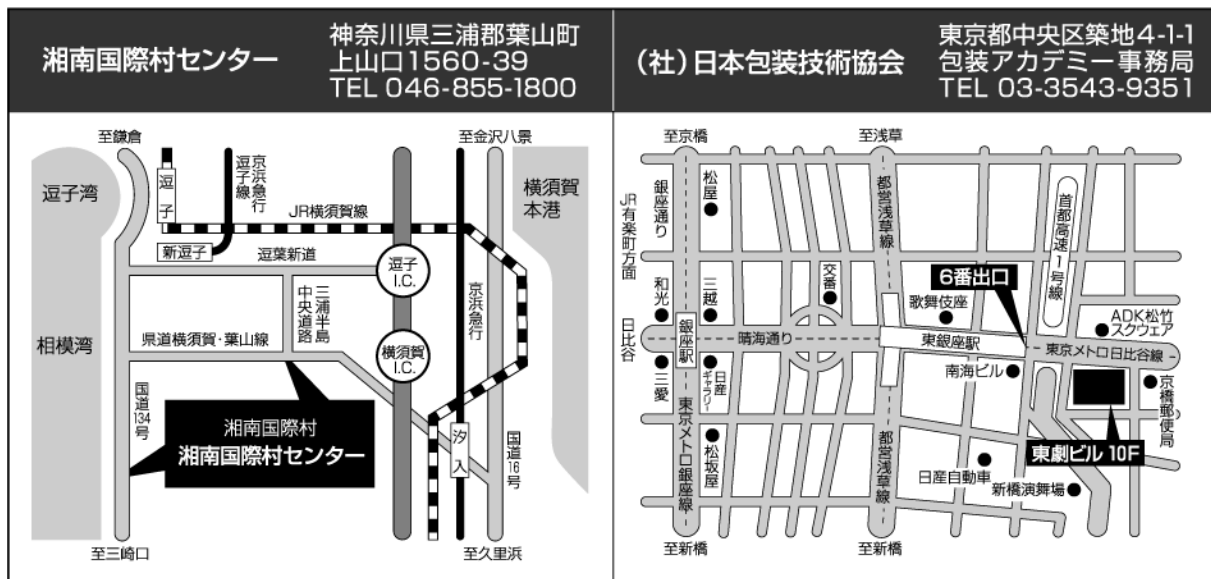 湘南国際村センター
神奈川県三浦郡葉山町
上山口1560-39
TEL 046-855-1800
至鎌倉
至金沢八景
逗子湾
逗子
京浜急行
逗子線
JR横須賀線
横須賀
本港
新逗子
逗葉新道
逗子
I.C.
三浦半島
中央道路
京浜急行
相模湾
県道横須賀・葉山線
横須賀
I.C.
国道134号
湘南国際村
湘南国際村センター
汐入
国道16号
至三崎口
至久里浜
(社)日本包装技術協会
東京都中央区築地4-1-1
包装アカデミー事務局
TEL 03-3543-9351
至京橋
至浅草
JR有楽町方面
銀座通り
松屋
都営浅草線
首都高速1号線
6番出口
和光
三越
交番
歌舞伎座
ADK松竹
スクウェア
日比谷
銀座駅
晴海通り
東銀座駅
東京メトロ日比谷線
三愛
日産
ギャラリー
南海ビル
京橋郵便局
東京メトロ銀座線
松坂屋
都営浅草線
東劇ビル 10F
日産自動車
新橋演舞場
至新橋
至新橋